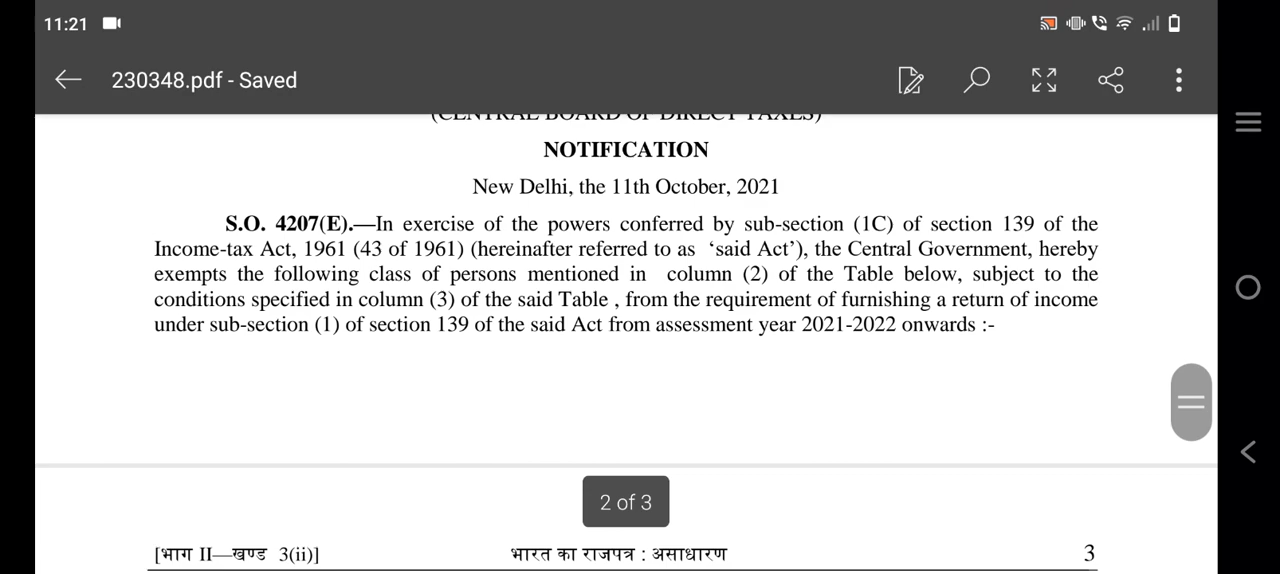 11:21
230348.pdf - Saved
(CENTRAL BOARD OF DIRECT TAXES)
NOTIFICATION
New Delhi, the 11th October, 2021
S.O. 4207(E).—In exercise of the powers conferred by sub-section (1C) of section 139 of the
Income-tax Act, 1961 (43 of 1961) (hereinafter referred to as ‘said Act’), the Central Government, hereby
exempts the following class of persons mentioned in column (2) of the Table below, subject to the
conditions specified in column (3) of the said Table , from the requirement of furnishing a return of income
under sub-section (1) of section 139 of the said Act from assessment year 2021-2022 onwards :-
2 of 3
[भाग II—खण्ड 3(ii)] भारत का राजपत्र : असाधारण 3